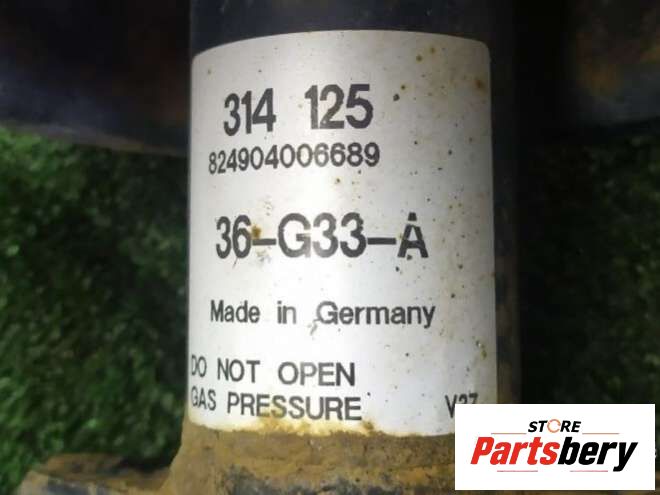 314 125
824904006689
36-G33-A
Made in Germany
DO NOT OPEN
GAS PRESSURE
STORE
Partsbery